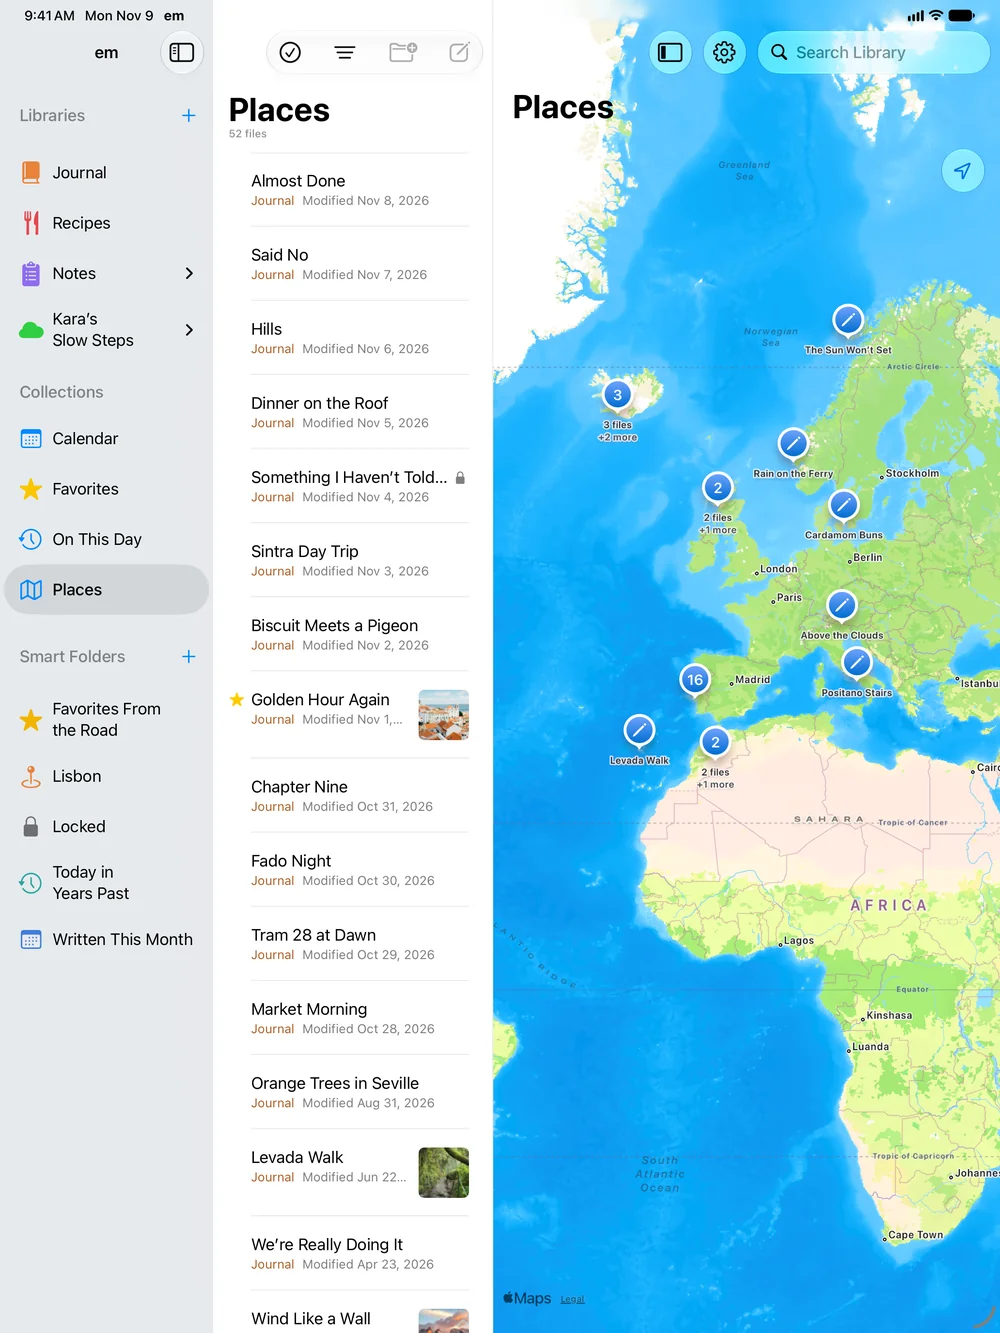 9:41 AM Mon Nov 9 em
em
Libraries
Journal
Recipes
Notes
Kara’s
Slow Steps
Collections
Calendar
Favorites
On This Day
Places
Smart Folders
Favorites From
the Road
Lisbon
Locked
Today in
Years Past
Written This Month
Places
52 files
Almost Done
Journal Modified Nov 8, 2026
Said No
Journal Modified Nov 7, 2026
Hills
Journal Modified Nov 6, 2026
Dinner on the Roof
Journal Modified Nov 5, 2026
Something I Haven’t Told...
Journal Modified Nov 4, 2026
Sintra Day Trip
Journal Modified Nov 3, 2026
Biscuit Meets a Pigeon
Journal Modified Nov 2, 2026
Golden Hour Again
Journal Modified Nov 1,...
Chapter Nine
Journal Modified Oct 31, 2026
Fado Night
Journal Modified Oct 30, 2026
Tram 28 at Dawn
Journal Modified Oct 29, 2026
Market Morning
Journal Modified Oct 28, 2026
Orange Trees in Seville
Journal Modified Aug 31, 2026
Levada Walk
Journal Modified Jun 22...
We’re Really Doing It
Journal Modified Apr 23, 2026
Wind Like a Wall
Search Library
Places
Greenland
Sea
Norwegian
Sea
The Sun Won’t Set
Arctic Circle
3
3 files
+2 more
Rain on the Ferry
Stockholm
2
2 files
+1 more
Cardamom Buns
Berlin
London
Paris
Above the Clouds
16
Madrid
Positano Stairs
Istanbu
Levada Walk
2
2 files
+1 more
Cairo
SAHARA
Tropic of Cancer
AFRICA
LANTIC RIDGE
Lagos
Equator
Kinshasa
Luanda
Tropic of Capricorn
South
Atlantic
Ocean
Johannes
Cape Town
Maps Legal